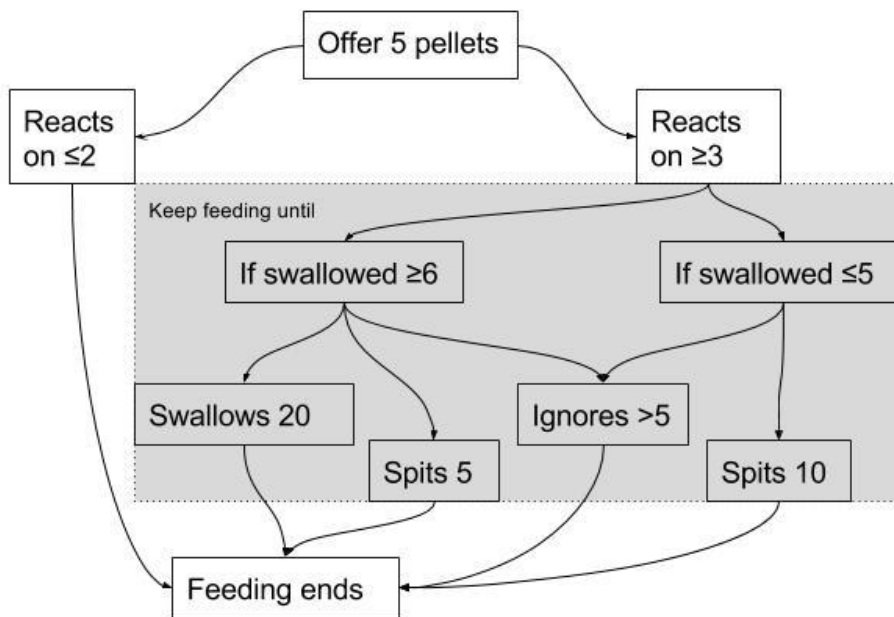 Offer 5 pellets
Reacts
on ≤2
Reacts
on ≥3
Keep feeding until
If swallowed ≥6
If swallowed ≤5
Swallows 20
Ignores >5
Spits 5
Spits 10
Feeding ends